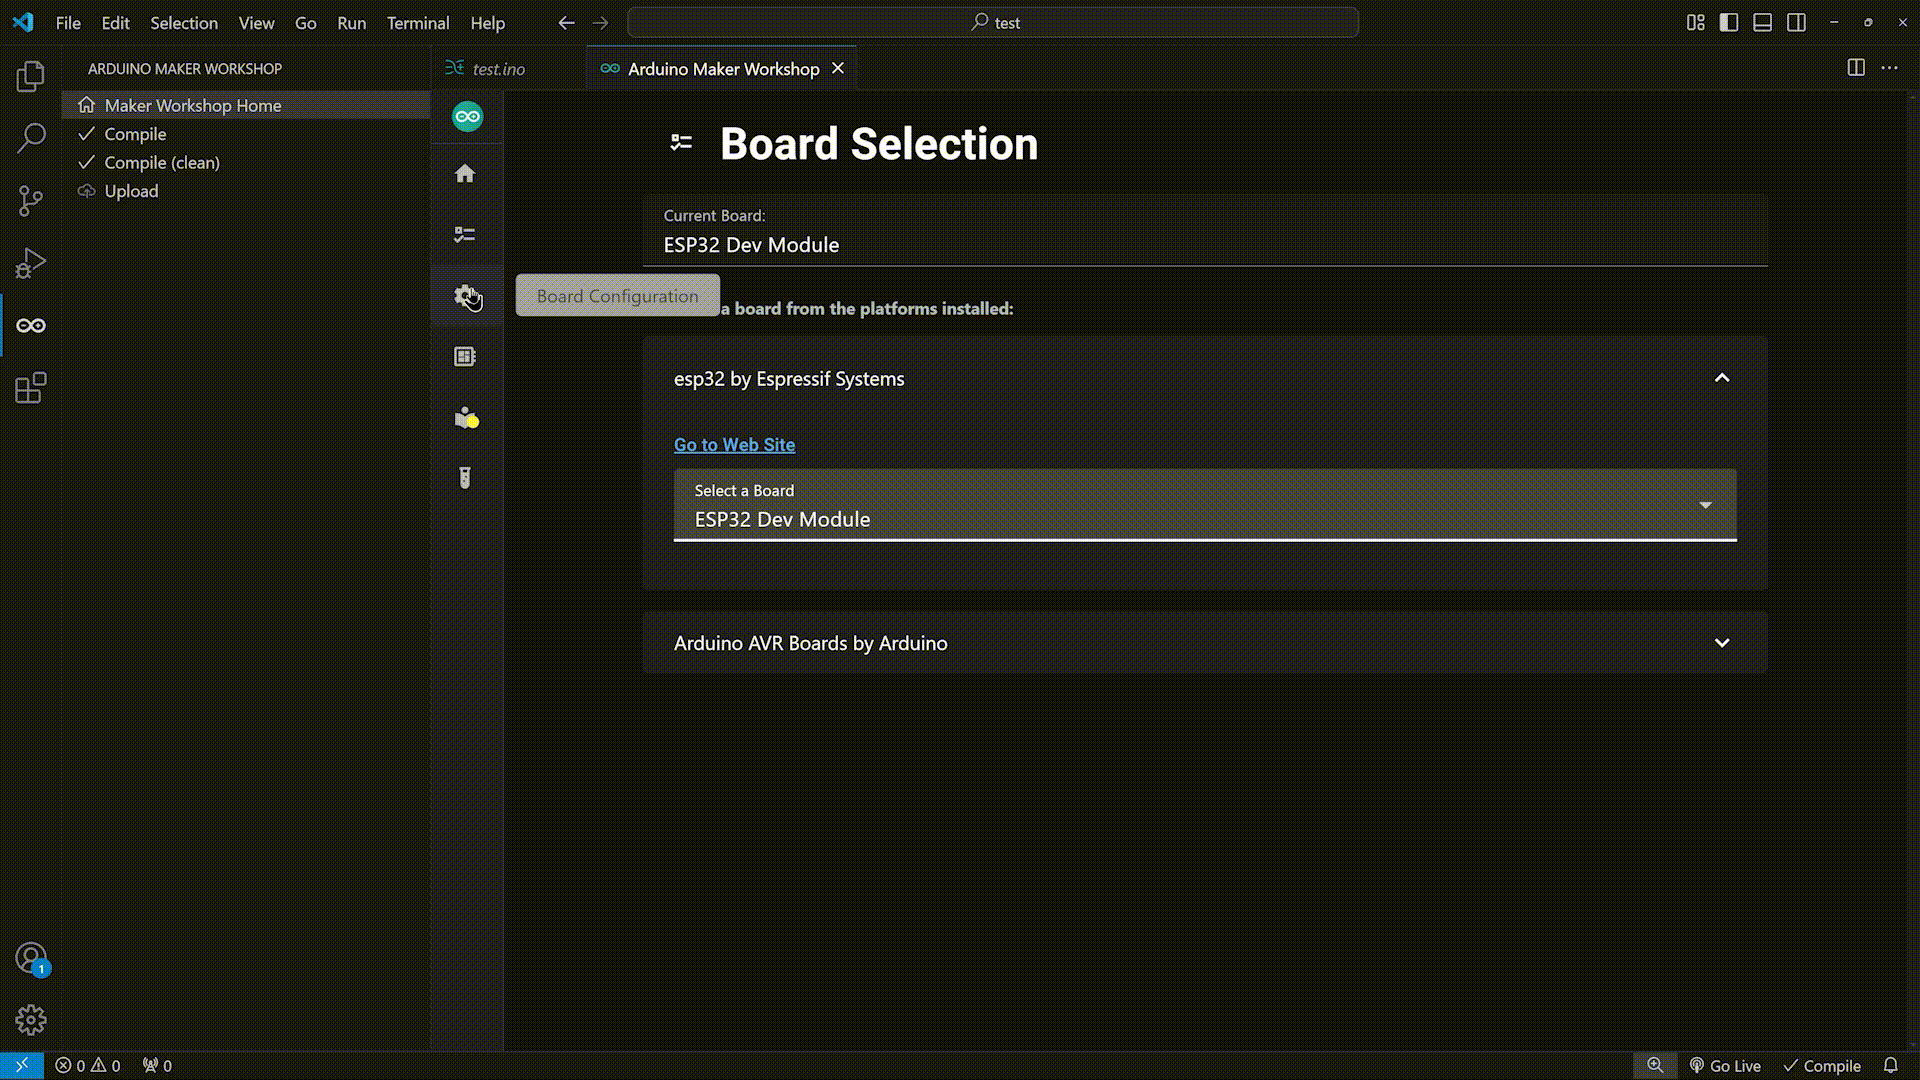 File Edit Selection View Go Run Terminal Help
test
ARDUINO MAKER WORKSHOP
Maker Workshop Home
Compile
Compile (clean)
Upload
test.ino
Arduino Maker Workshop
Board Selection
Current Board:
ESP32 Dev Module
Board Configuration
a board from the platforms installed:
esp32 by Espressif Systems
Go to Web Site
Select a Board
ESP32 Dev Module
Arduino AVR Boards by Arduino
1
0 0 0
Go Live
Compile